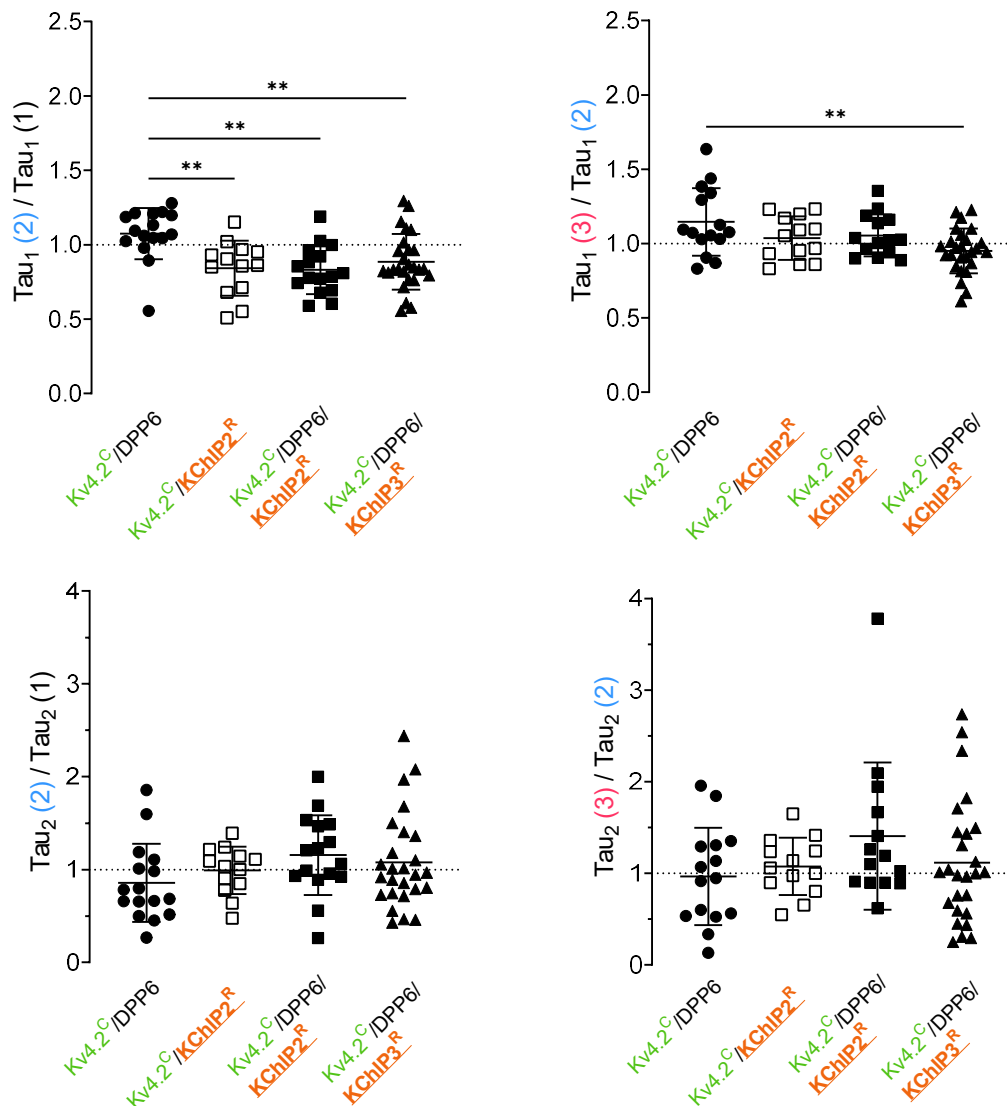 Tau₁ (2) / Tau₁ (1)
2.5
2.0
1.5
1.0
0.5
0.0
**
**
**
Kv4.2ᶜ/DPP6
Kv4.2ᶜ/KChIP2ᴿ
Kv4.2ᶜ/DPP6/
KChIP2ᴿ
Kv4.2ᶜ/DPP6/
KChIP3ᴿ
Tau₁ (3) / Tau₁ (2)
2.5
2.0
1.5
1.0
0.5
0.0
**
Kv4.2ᶜ/DPP6
Kv4.2ᶜ/KChIP2ᴿ
Kv4.2ᶜ/DPP6/
KChIP2ᴿ
Kv4.2ᶜ/DPP6/
KChIP3ᴿ
Tau₂ (2) / Tau₂ (1)
4
3
2
1
0
Kv4.2ᶜ/DPP6
Kv4.2ᶜ/KChIP2ᴿ
Kv4.2ᶜ/DPP6/
KChIP2ᴿ
Kv4.2ᶜ/DPP6/
KChIP3ᴿ
Tau₂ (3) / Tau₂ (2)
4
3
2
1
0
Kv4.2ᶜ/DPP6
Kv4.2ᶜ/KChIP2ᴿ
Kv4.2ᶜ/DPP6/
KChIP2ᴿ
Kv4.2ᶜ/DPP6/
KChIP3ᴿ